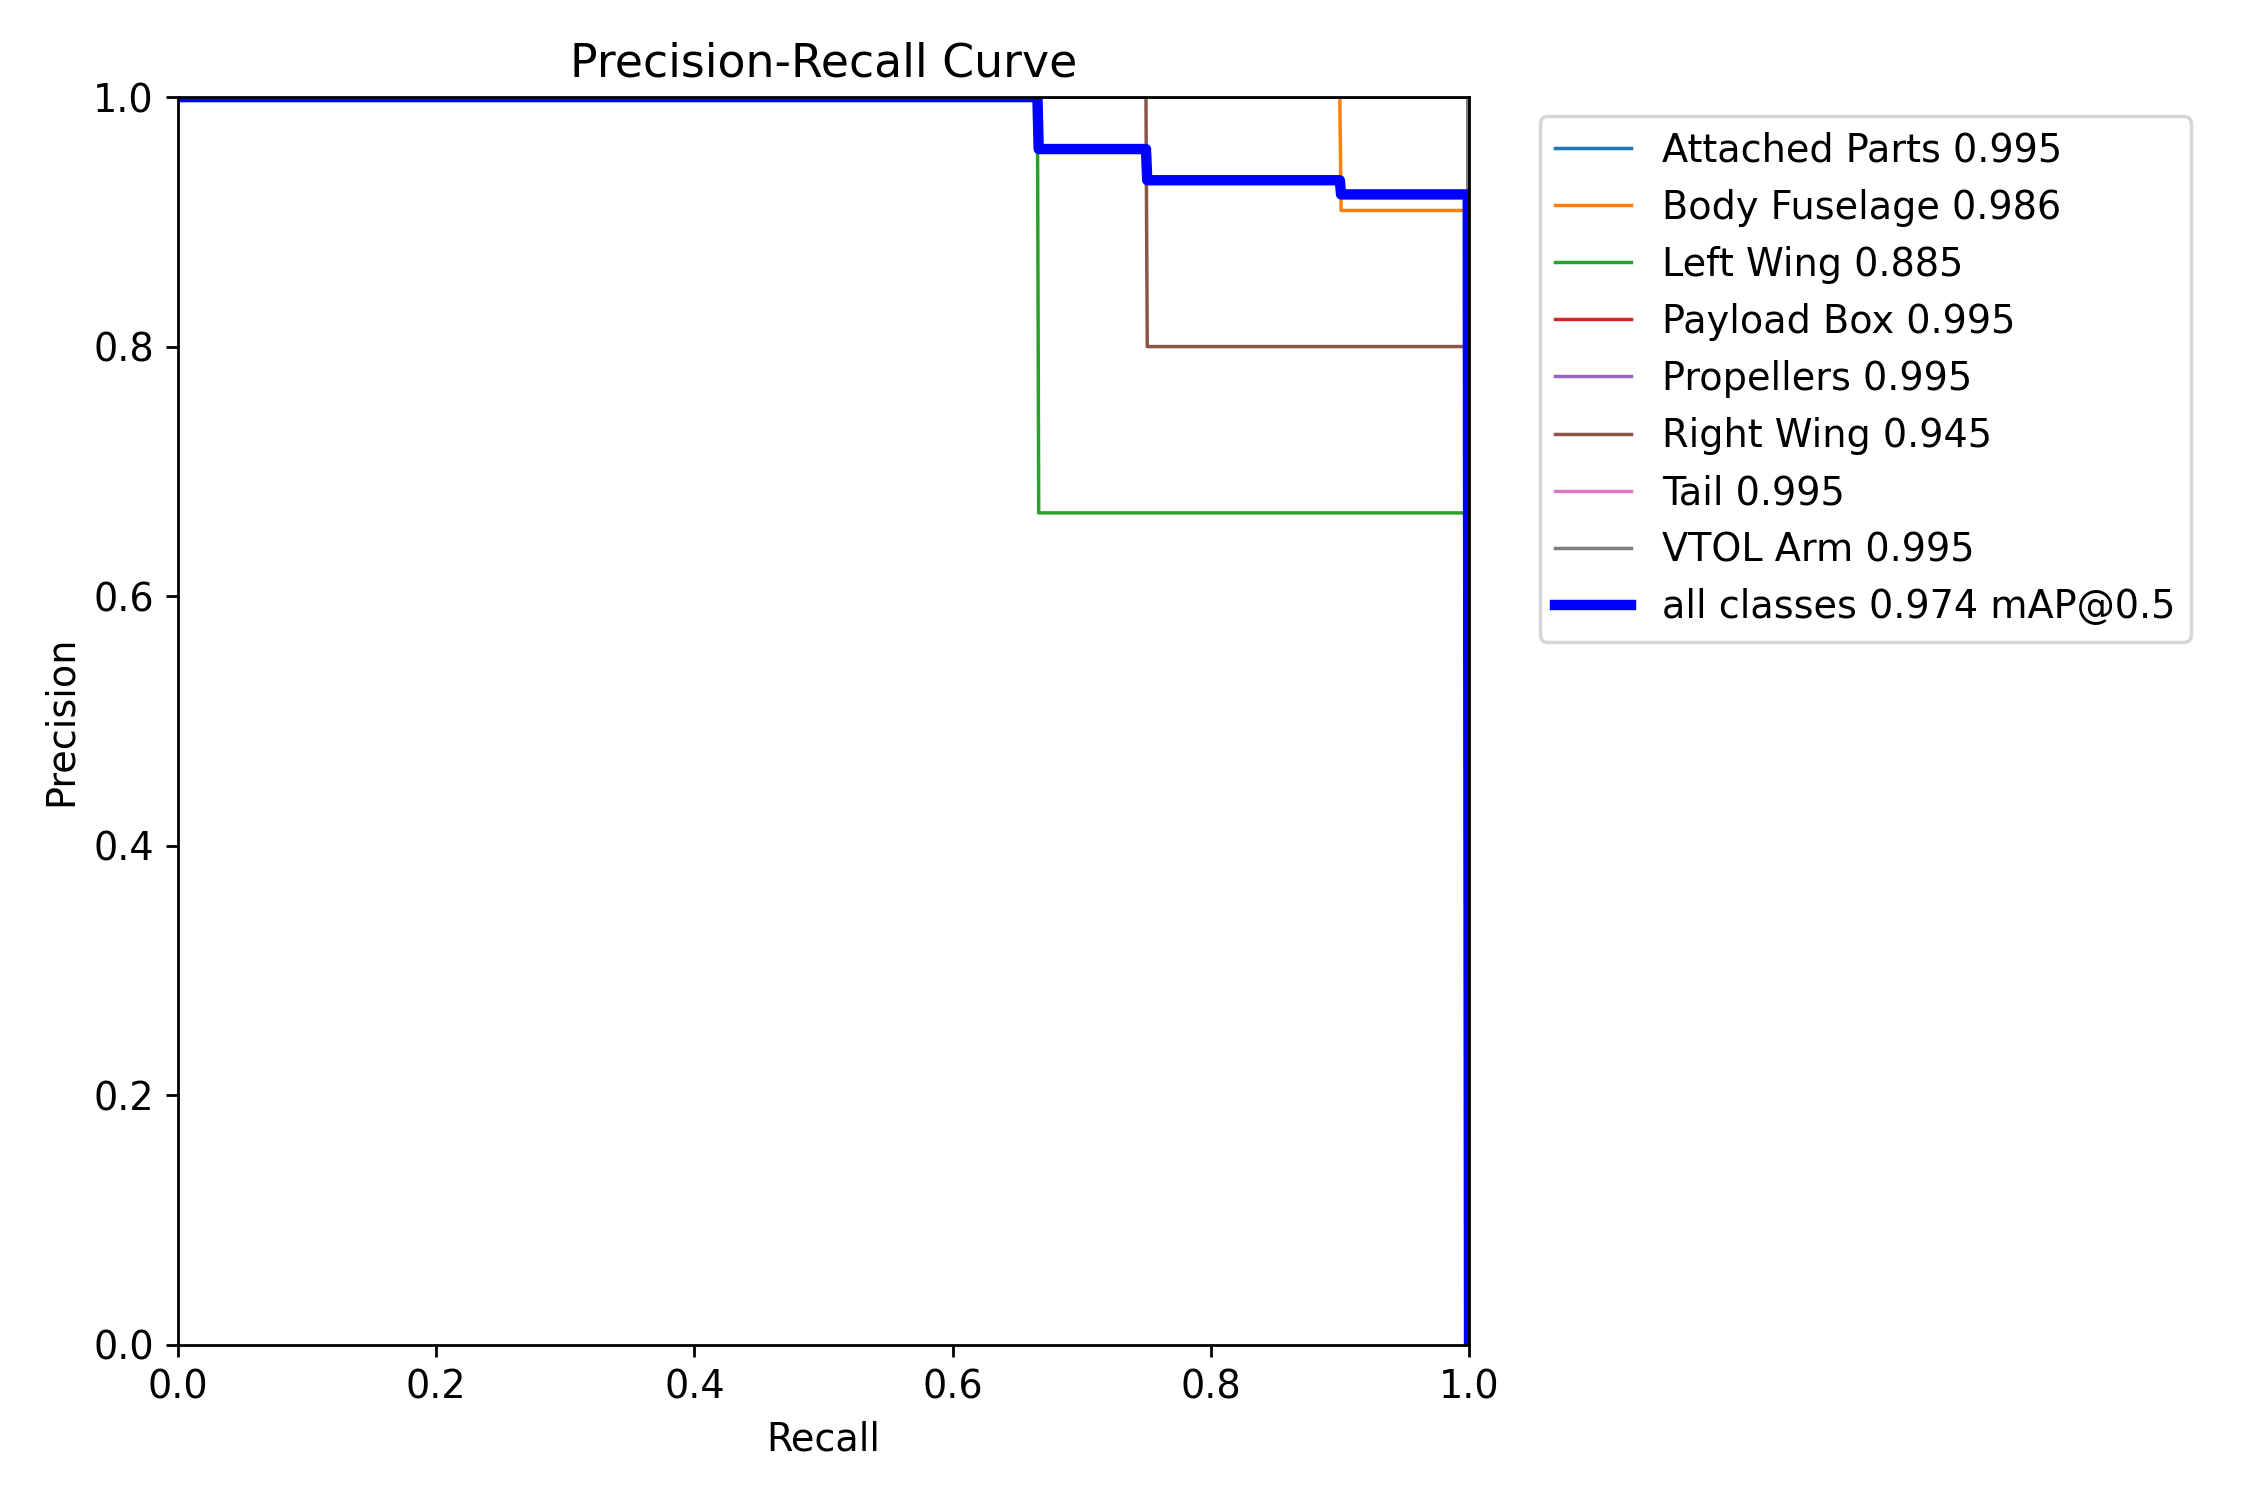 Precision-Recall Curve
1.0
0.8
0.6
0.4
0.2
0.0
Precision
0.0 0.2 0.4 0.6 0.8 1.0
Recall
Attached Parts 0.995
Body Fuselage 0.986
Left Wing 0.885
Payload Box 0.995
Propellers 0.995
Right Wing 0.945
Tail 0.995
VTOL Arm 0.995
all classes 0.974 mAP@0.5